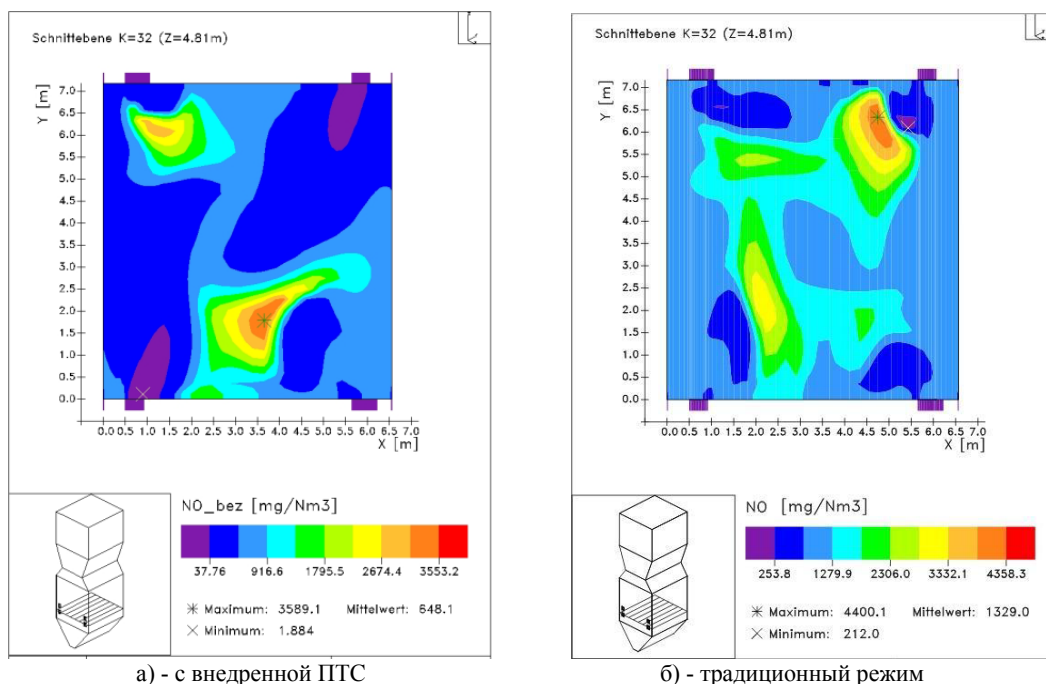 Schnittebene K=32 (Z=4.81m)
Y [m]
7.0
6.5
6.0
5.5
5.0
4.5
4.0
3.5
3.0
2.5
2.0
1.5
1.0
0.5
0.0
0.0 0.5 1.0 1.5 2.0 2.5 3.0 3.5 4.0 4.5 5.0 5.5 6.0 6.5 7.0
X [m]
NO_bez [mg/Nm3]
37.76 916.6 1795.5 2674.4 3553.2
Maximum: 3589.1 Mittelwert: 648.1
Minimum: 1.884
а) - с внедренной ПТС
Schnittebene K=32 (Z=4.81m)
Y [m]
7.0
6.5
6.0
5.5
5.0
4.5
4.0
3.5
3.0
2.5
2.0
1.5
1.0
0.5
0.0
0.0 0.5 1.0 1.5 2.0 2.5 3.0 3.5 4.0 4.5 5.0 5.5 6.0 6.5 7.0
X [m]
NO [mg/Nm3]
253.8 1279.9 2306.0 3332.1 4358.3
Maximum: 4400.1 Mittelwert: 1329.0
Minimum: 212.0
б) - традиционный режим